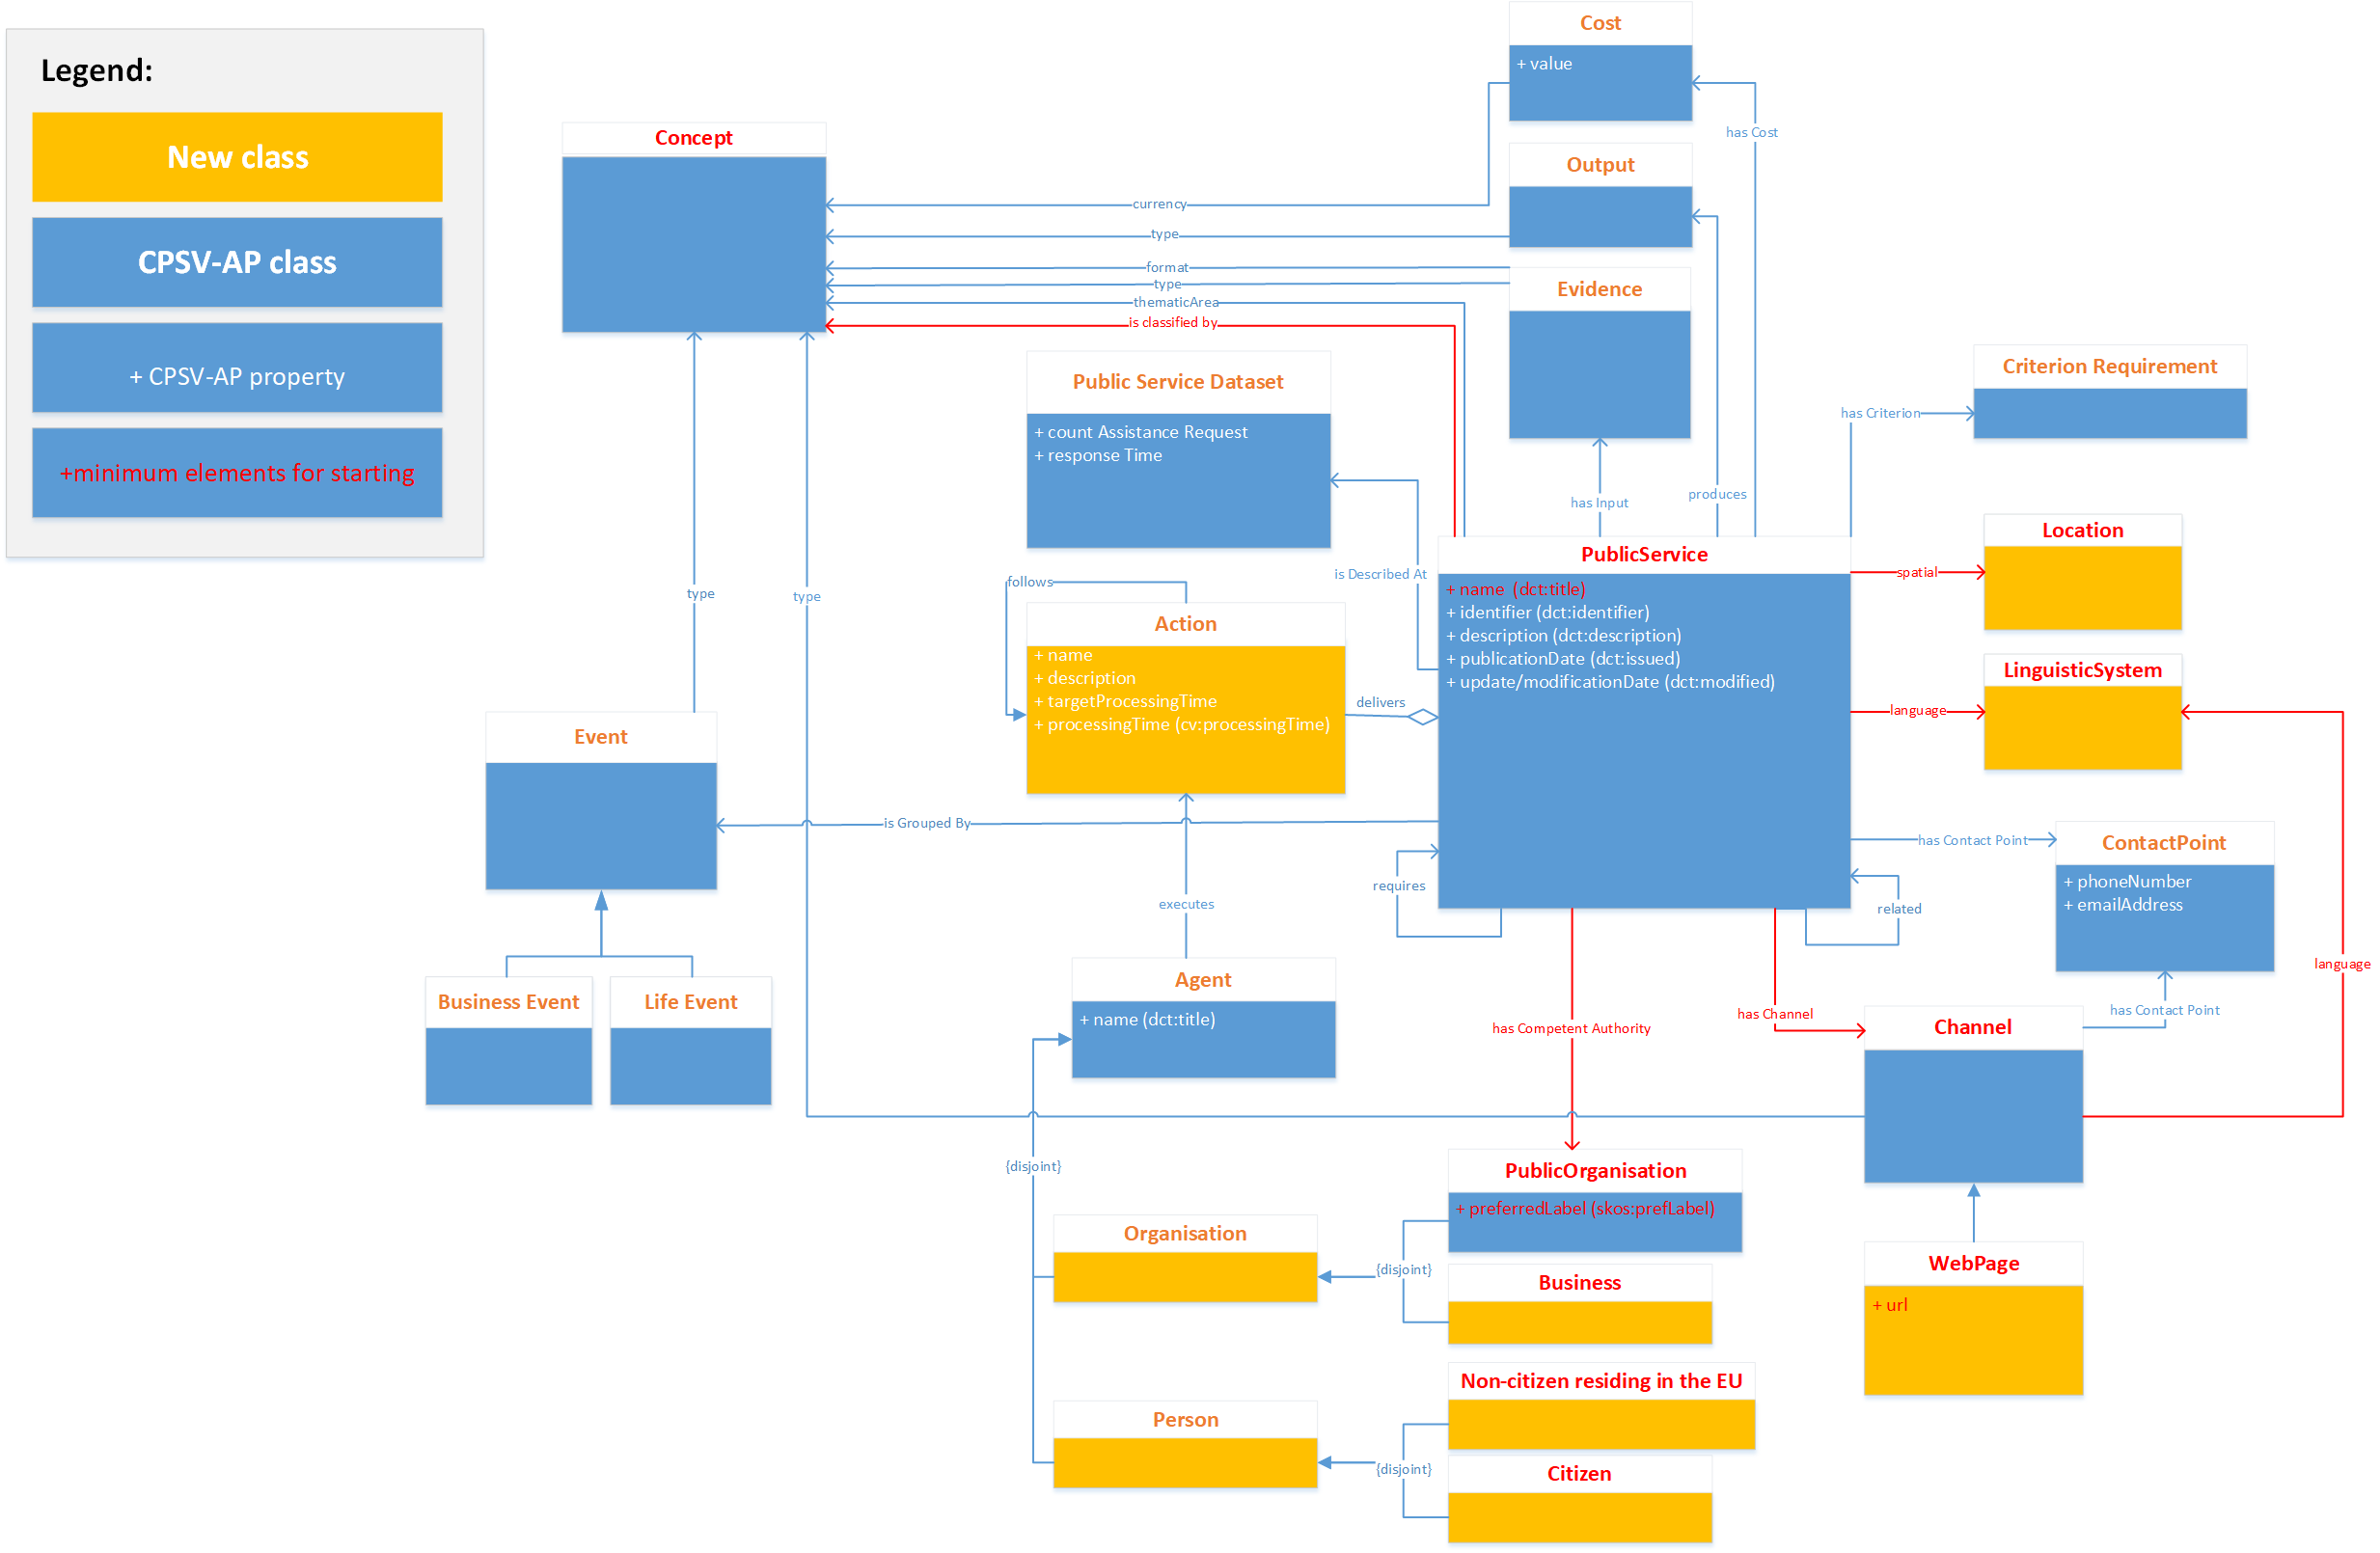 Legend:
New class
CPSV-AP class
+ CPSV-AP property
+minimum elements for starting
Cost
+ value
has Cost
Concept
Output
currency
type
format
type
thematicArea
is classified by
Evidence
Public Service Dataset
+ count Assistance Request
+ response Time
Criterion Requirement
has Criterion
has Input
produces
is Described At
PublicService
+ name  (dct:title)
+ identifier (dct:identifier)
+ description (dct:description)
+ publicationDate (dct:issued)
+ update/modificationDate (dct:modified)
Location
spatial
LinguisticSystem
language
follows
Action
+ name
+ description
+ targetProcessingTime
+ processingTime (cv:processingTime)
delivers
type
type
Event
is Grouped By
has Contact Point
ContactPoint
+ phoneNumber
+ emailAddress
requires
related
executes
language
Business Event
Life Event
Agent
+ name (dct:title)
has Competent Authority
has Channel
Channel
has Contact Point
{disjoint}
PublicOrganisation
+ preferredLabel (skos:prefLabel)
Organisation
{disjoint}
Business
WebPage
+ url
Non-citizen residing in the EU
Person
{disjoint}
Citizen